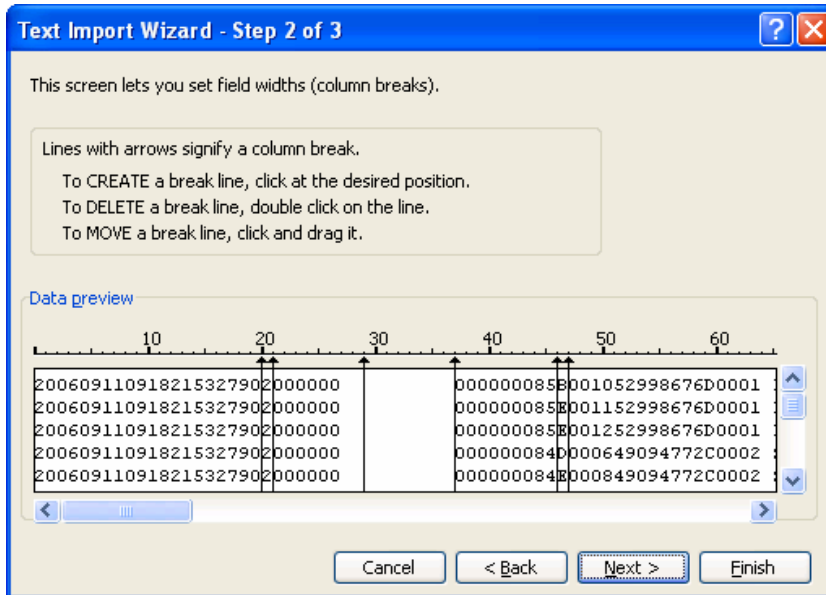 Text Import Wizard - Step 2 of 3
This screen lets you set field widths (column breaks).
Lines with arrows signify a column break.
To CREATE a break line, click at the desired position.
To DELETE a break line, double click on the line.
To MOVE a break line, click and drag it.
Data preview
10 20 30 40 50 60
200609110918215327902000000 000000085B001052998676D0001
200609110918215327902000000 000000085E001152998676D0001
200609110918215327902000000 000000085E001252998676D0001
200609110918215327902000000 000000084D000649094772C0002
200609110918215327902000000 000000084E000849094772C0002
Cancel < Back Next > Finish